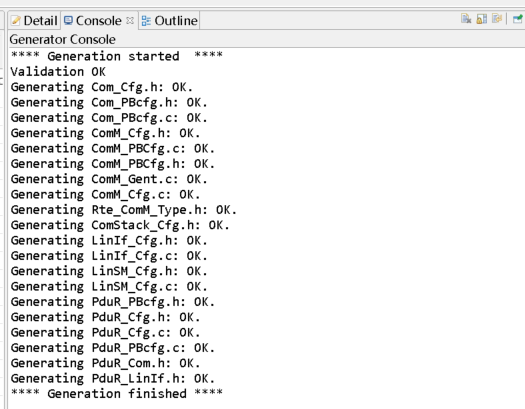 Detail Console Outline
Generator Console
**** Generation started  ****
Validation OK
Generating Com_Cfg.h: OK.
Generating Com_PBcfg.h: OK.
Generating Com_PBcfg.c: OK.
Generating ComM_Cfg.h: OK.
Generating ComM_PBCfg.c: OK.
Generating ComM_PBCfg.h: OK.
Generating ComM_Gent.c: OK.
Generating ComM_Cfg.c: OK.
Generating Rte_ComM_Type.h: OK.
Generating ComStack_Cfg.h: OK.
Generating LinIf_Cfg.h: OK.
Generating LinIf_Cfg.c: OK.
Generating LinSM_Cfg.h: OK.
Generating LinSM_Cfg.c: OK.
Generating PduR_PBcfg.h: OK.
Generating PduR_Cfg.c: OK.
Generating PduR_Cfg.h: OK.
Generating PduR_PBcfg.c: OK.
Generating PduR_Com.h: OK.
Generating PduR_LinIf.h: OK.
**** Generation finished ****